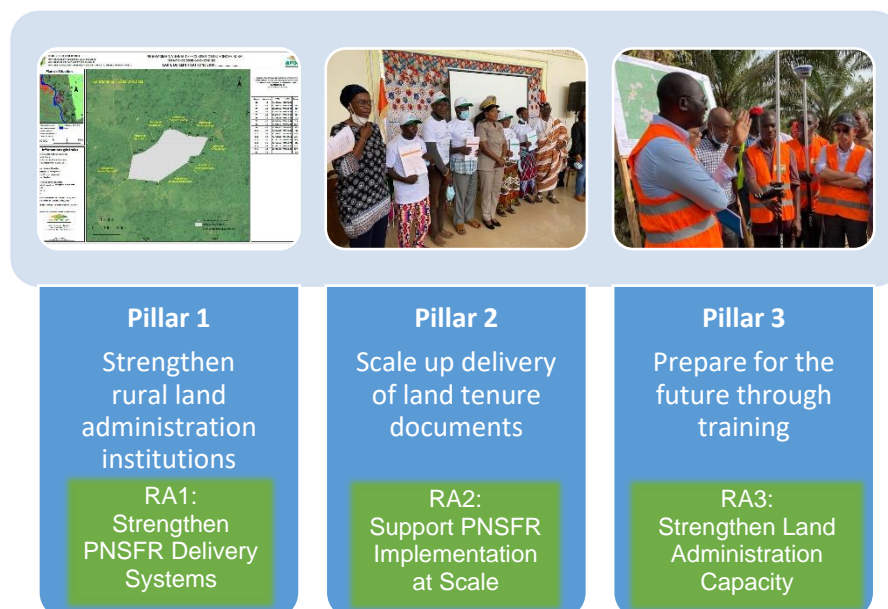 Pillar 1
Strengthen
rural land
administration
institutions
RA1:
Strengthen
PNSFR Delivery
Systems
Pillar 2
Scale up delivery
of land tenure
documents
RA2:
Support PNSFR
Implementation
at Scale
Pillar 3
Prepare for the
future through
training
RA3:
Strengthen Land
Administration
Capacity